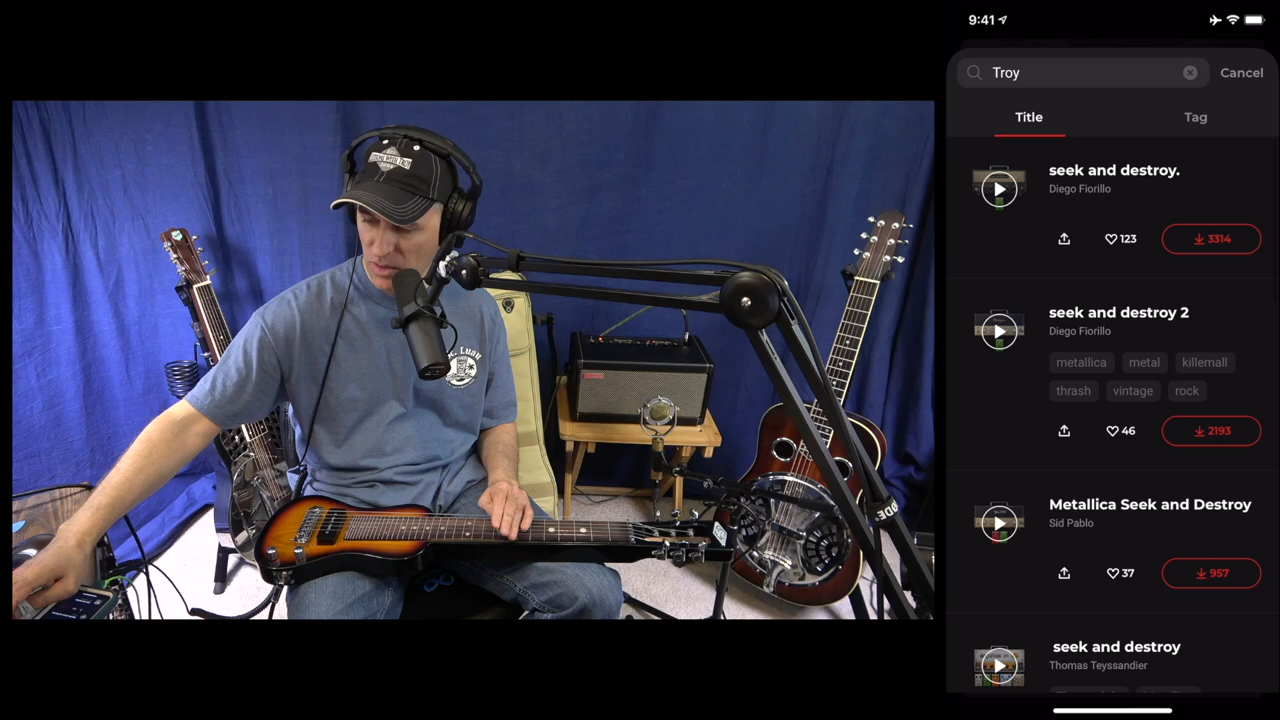 9:41
Troy
Cancel
Title
Tag
seek and destroy.
Diego Fiorillo
123
3314
seek and destroy 2
Diego Fiorillo
metallica
metal
killemall
thrash
vintage
rock
46
2193
Metallica Seek and Destroy
Sid Pablo
37
957
seek and destroy
Thomas Teyssandier